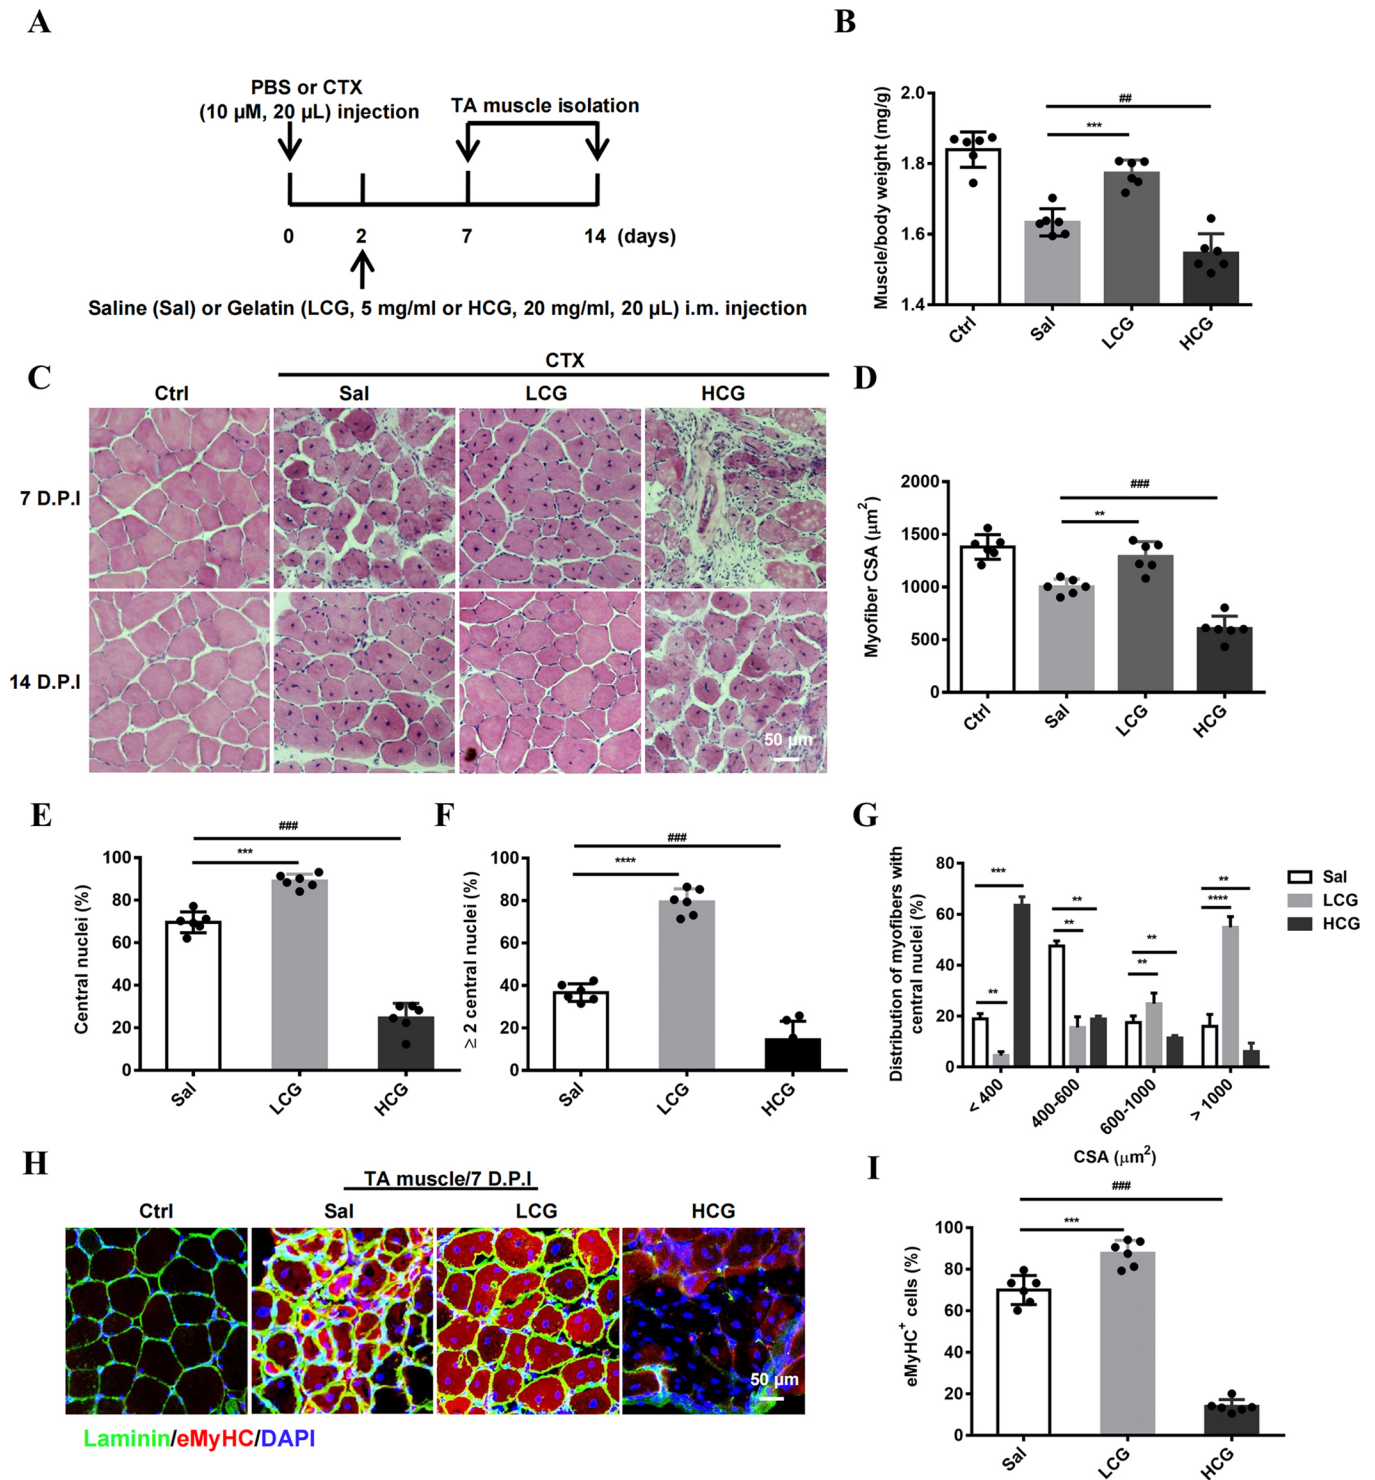 A
PBS or CTX
(10 µM, 20 µL) injection
TA muscle isolation
0 2 7 14 (days)
Saline (Sal) or Gelatin (LCG, 5 mg/ml or HCG, 20 mg/ml, 20 µL) i.m. injection
B
Muscle/body weight (mg/g)
2.0
1.8
1.6
1.4
##
***
Ctrl Sal LCG HCG
C
CTX
Ctrl Sal LCG HCG
7 D.P.I
14 D.P.I
50 µm
D
Myofiber CSA (µm²)
2000
1500
1000
500
0
###
**
Ctrl Sal LCG HCG
E
Central nuclei (%)
100
80
60
40
20
0
###
***
Sal LCG HCG
F
≥ 2 central nuclei (%)
100
80
60
40
20
0
###
****
Sal LCG HCG
G
Distribution of myofibers with
central nuclei (%)
80
60
40
20
0
**
***
**
**
**
**
****
**
< 400 400-600 600-1000 > 1000
CSA (µm²)
Sal
LCG
HCG
H
TA muscle/7 D.P.I
Ctrl Sal LCG HCG
50 µm
Laminin/eMyHC/DAPI
I
eMyHC⁺ cells (%)
100
80
60
40
20
0
###
***
Sal LCG HCG